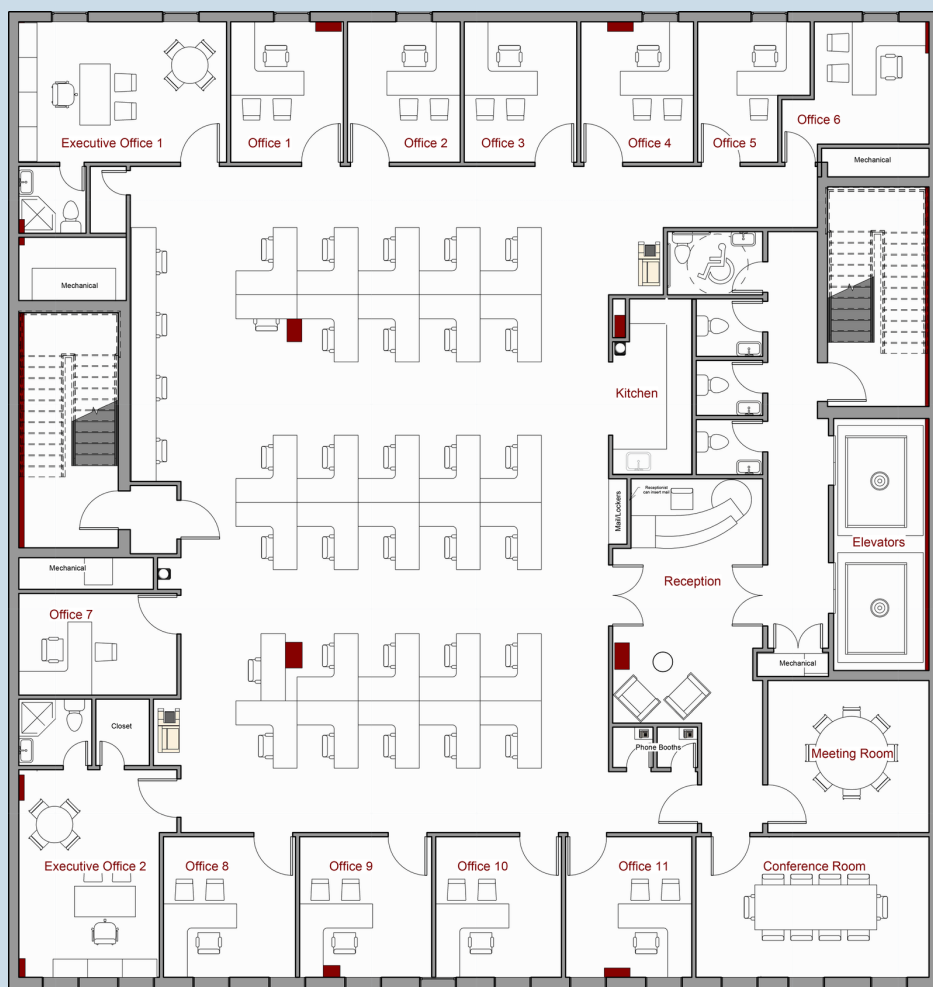 Executive Office 1
Office 1
Office 2
Office 3
Office 4
Office 5
Office 6
Mechanical
Mechanical
Kitchen
Mail/Lockers
Receptionist
can insert mail
Elevators
Mechanical
Reception
Office 7
Mechanical
Closet
Phone Booths
Meeting Room
Executive Office 2
Office 8
Office 9
Office 10
Office 11
Conference Room